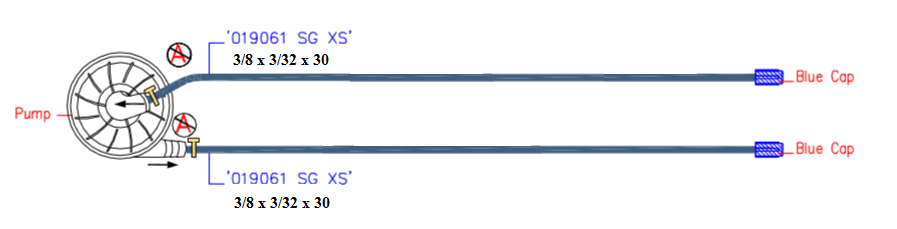 '019061 SG XS'
3/8 x 3/32 x 30
A
Blue Cap
Pump
A
Blue Cap
'019061 SG XS'
3/8 x 3/32 x 30